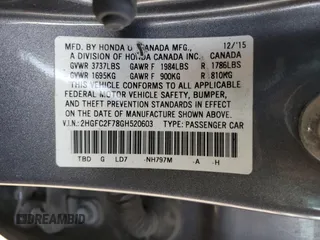 MFD. BY HONDA OF CANADA MFG., 12/'15
A DIVISION OF HONDA CANADA INC. CANADA
GVWR 3737LBS GAWR F 1984LBS R 1786LBS
GVWR 1695KG GAWR F 900KG R 810KG
THIS VEHICLE CONFORMS TO ALL APPLICABLE
FEDERAL MOTOR VEHICLE SAFETY, BUMPER,
AND THEFT PREVENTION STANDARDS IN
EFFECT ON THE DATE OF MANUFACTURE
SHOWN ABOVE.
V.I.N.: 2HGFC2F78GH520603 TYPE: PASSENGER CAR
TBD G LD7 NH797M A H
DREAMBID